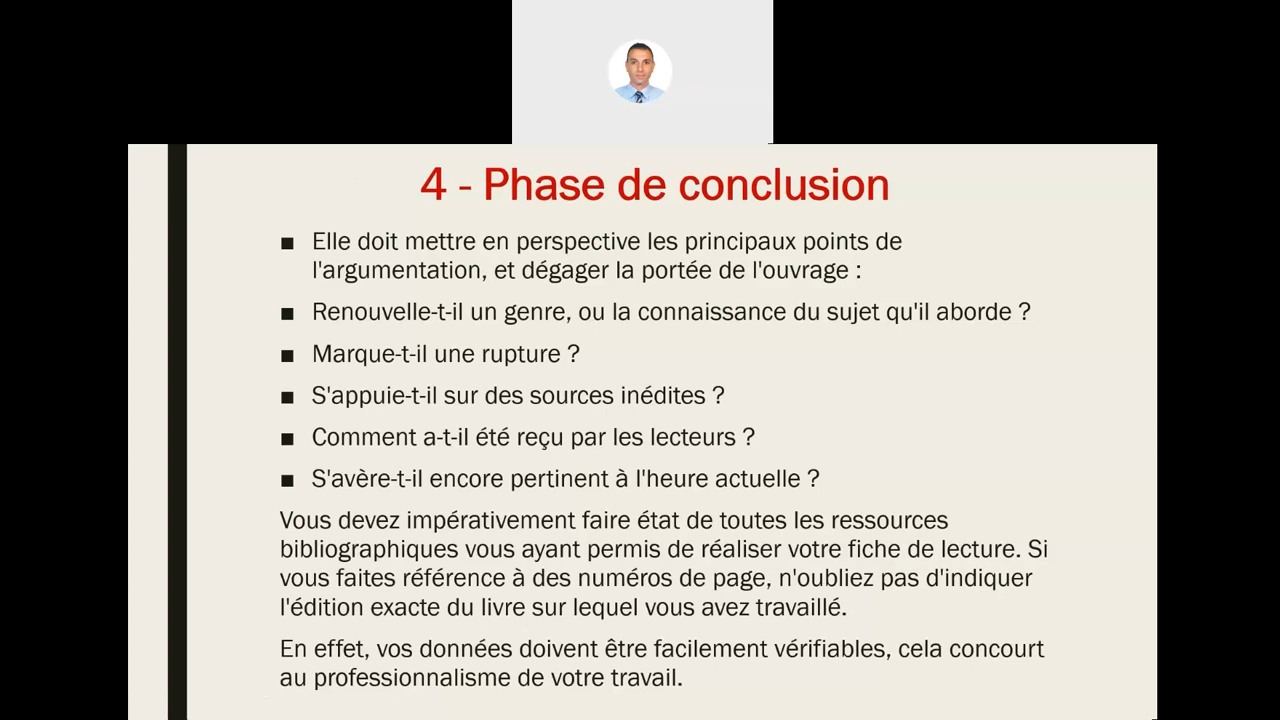 4 - Phase de conclusion
■ Elle doit mettre en perspective les principaux points de
l'argumentation, et dégager la portée de l'ouvrage :
■ Renouvelle-t-il un genre, ou la connaissance du sujet qu'il aborde ?
■ Marque-t-il une rupture ?
■ S'appuie-t-il sur des sources inédites ?
■ Comment a-t-il été reçu par les lecteurs ?
■ S'avère-t-il encore pertinent à l'heure actuelle ?
Vous devez impérativement faire état de toutes les ressources
bibliographiques vous ayant permis de réaliser votre fiche de lecture. Si
vous faites référence à des numéros de page, n'oubliez pas d'indiquer
l'édition exacte du livre sur lequel vous avez travaillé.
En effet, vos données doivent être facilement vérifiables, cela concourt
au professionnalisme de votre travail.